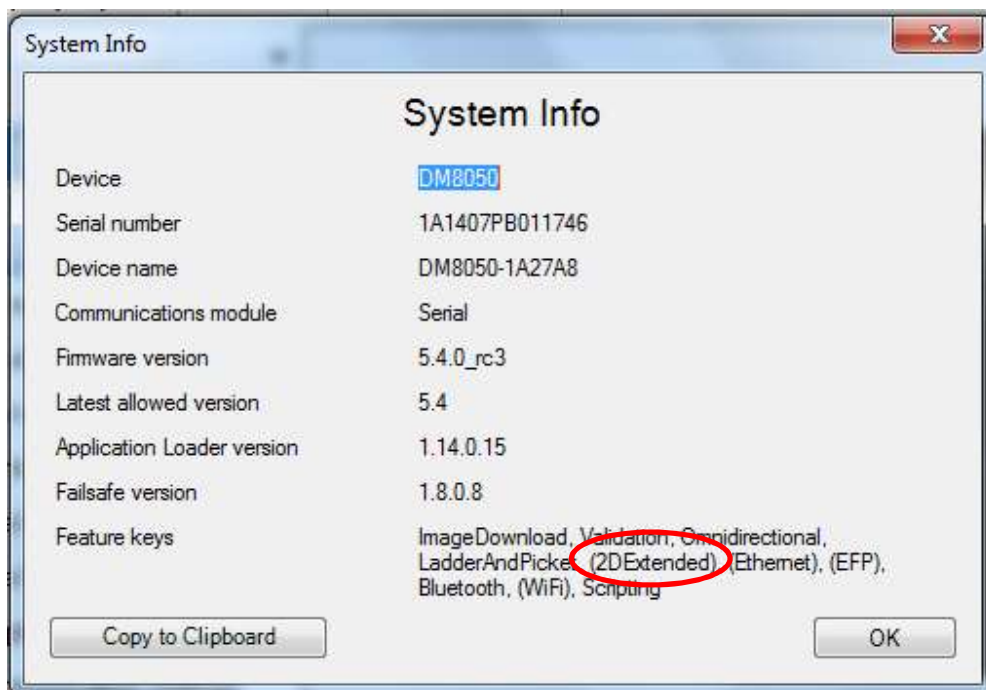 System Info
System Info
Device DM8050
Serial number 1A1407PB011746
Device name DM8050-1A27A8
Communications module Serial
Firmware version 5.4.0_rc3
Latest allowed version 5.4
Application Loader version 1.14.0.15
Failsafe version 1.8.0.8
Feature keys ImageDownload, Validation, Omnidirectional,
LadderAndPicker, (2DExtended), (Ethernet), (EFP),
Bluetooth, (WiFi), Scripting
Copy to Clipboard OK